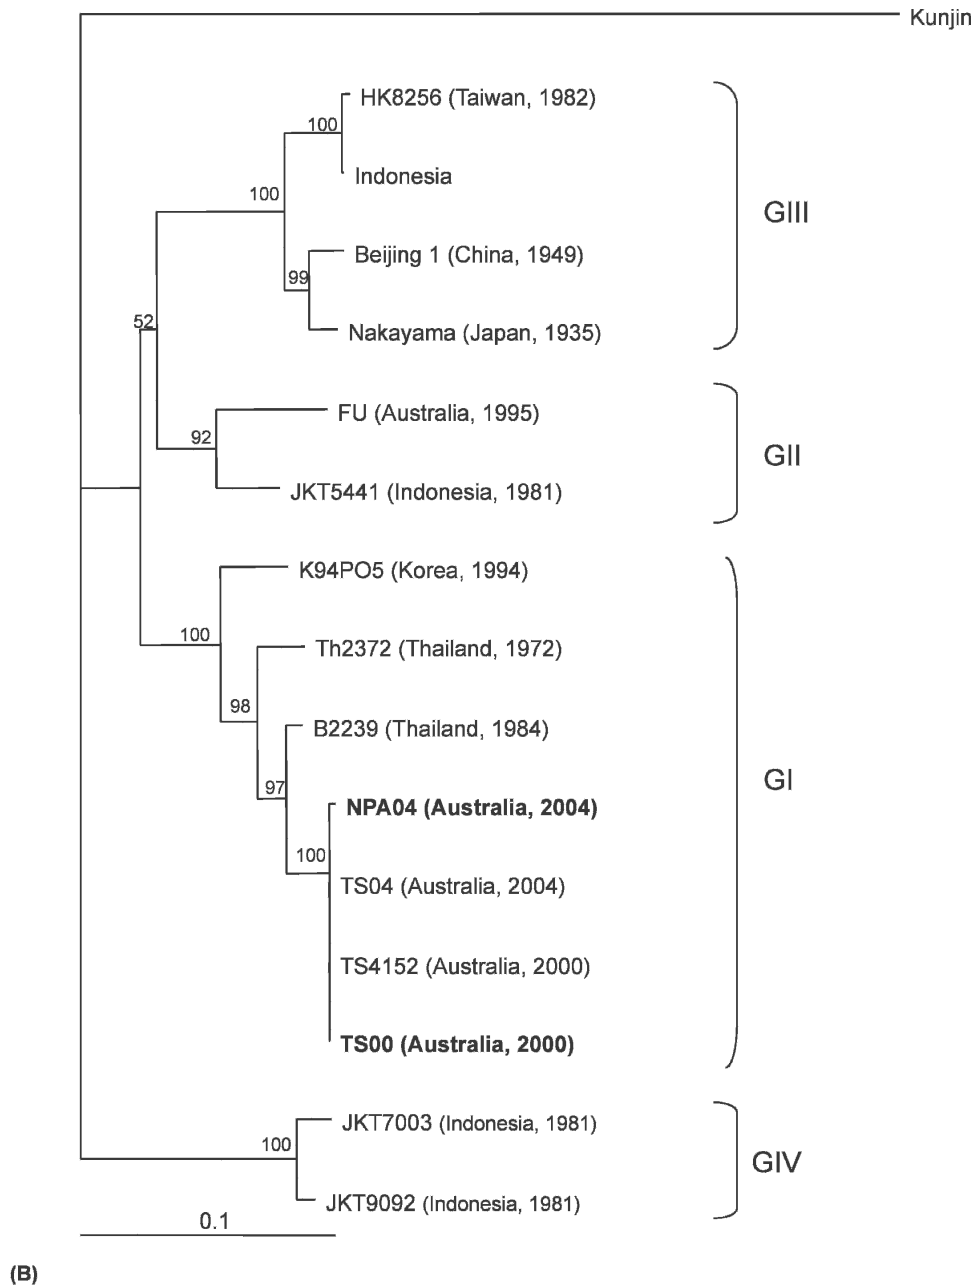 Kunjin
HK8256 (Taiwan, 1982)
100
Indonesia
100
GIII
Beijing 1 (China, 1949)
99
52
Nakayama (Japan, 1935)
FU (Australia, 1995)
92
GII
JKT5441 (Indonesia, 1981)
K94PO5 (Korea, 1994)
100
Th2372 (Thailand, 1972)
98
B2239 (Thailand, 1984)
GI
97
NPA04 (Australia, 2004)
100
TS04 (Australia, 2004)
TS4152 (Australia, 2000)
TS00 (Australia, 2000)
JKT7003 (Indonesia, 1981)
100
GIV
JKT9092 (Indonesia, 1981)
0.1
(B)